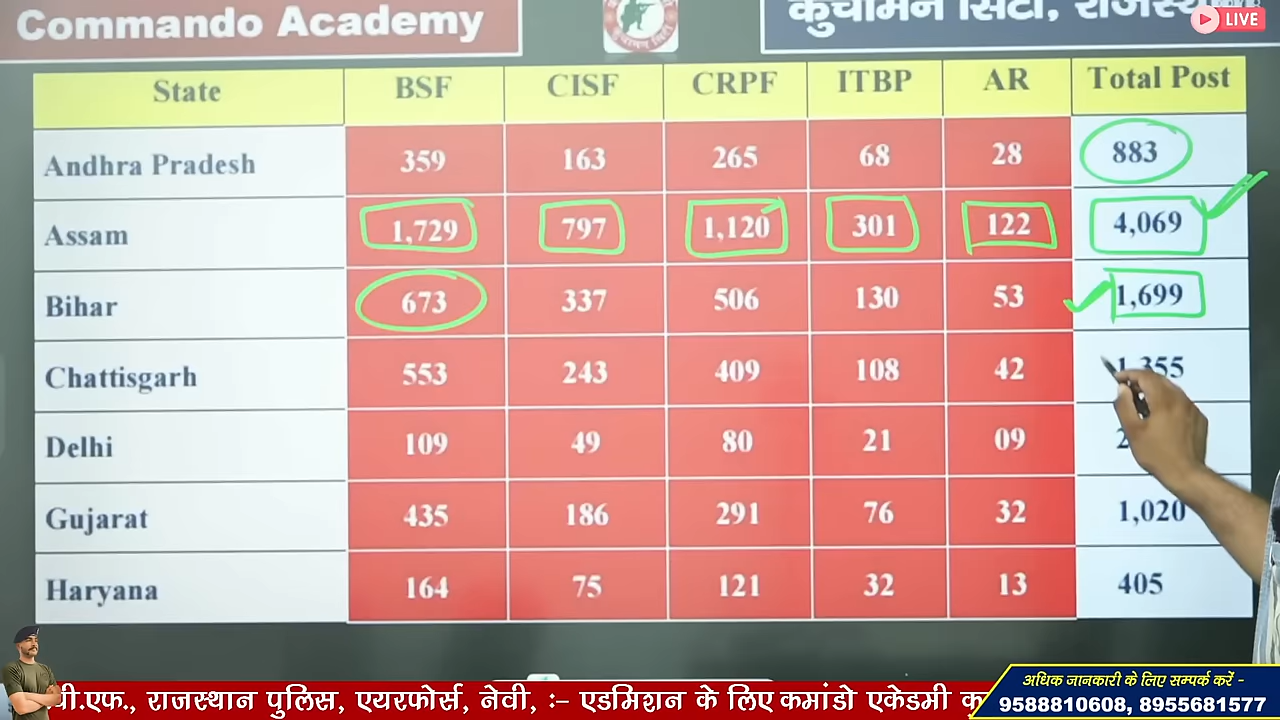 Commando Academy
कुचामन सिटी, राजस्थान
LIVE
State BSF CISF CRPF ITBP AR Total Post
Andhra Pradesh 359 163 265 68 28 883
Assam 1,729 797 1,120 301 122 4,069
Bihar 673 337 506 130 53 1,699
Chattisgarh 553 243 409 108 42 1,355
Delhi 109 49 80 21 09
Gujarat 435 186 291 76 32 1,020
Haryana 164 75 121 32 13 405
पी.एफ., राजस्थान पुलिस, एयरफोर्स, नेवी, :– एडमिशन के लिए कमांडो एकेडमी
अधिक जानकारी के लिए सम्पर्क करें -
9588810608, 8955681577